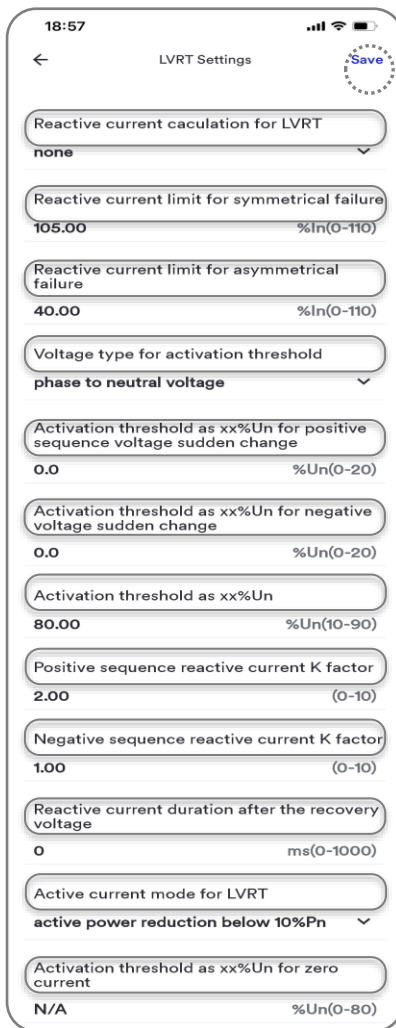 18:57
LVRT Settings
Save
Reactive current caculation for LVRT
none
Reactive current limit for symmetrical failure
105.00 %In(0-110)
Reactive current limit for asymmetrical
failure
40.00 %In(0-110)
Voltage type for activation threshold
phase to neutral voltage
Activation threshold as xx%Un for positive
sequence voltage sudden change
0.0 %Un(0-20)
Activation threshold as xx%Un for negative
voltage sudden change
0.0 %Un(0-20)
Activation threshold as xx%Un
80.00 %Un(10-90)
Positive sequence reactive current K factor
2.00 (0-10)
Negative sequence reactive current K factor
1.00 (0-10)
Reactive current duration after the recovery
voltage
0 ms(0-1000)
Active current mode for LVRT
active power reduction below 10%Pn
Activation threshold as xx%Un for zero
current
N/A %Un(0-80)